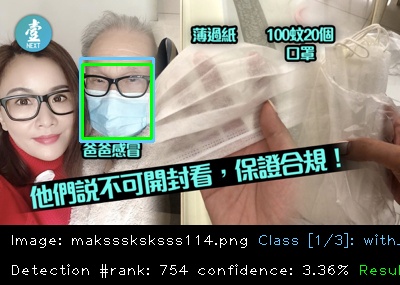 壹
NEXT
薄過紙
100蚊20個
口罩
爸爸感冒
他們説不可開封看，保證合規！
Image: maksssksksss114.png Class [1/3]: with_
Detection #rank: 754 confidence: 3.36% Resul